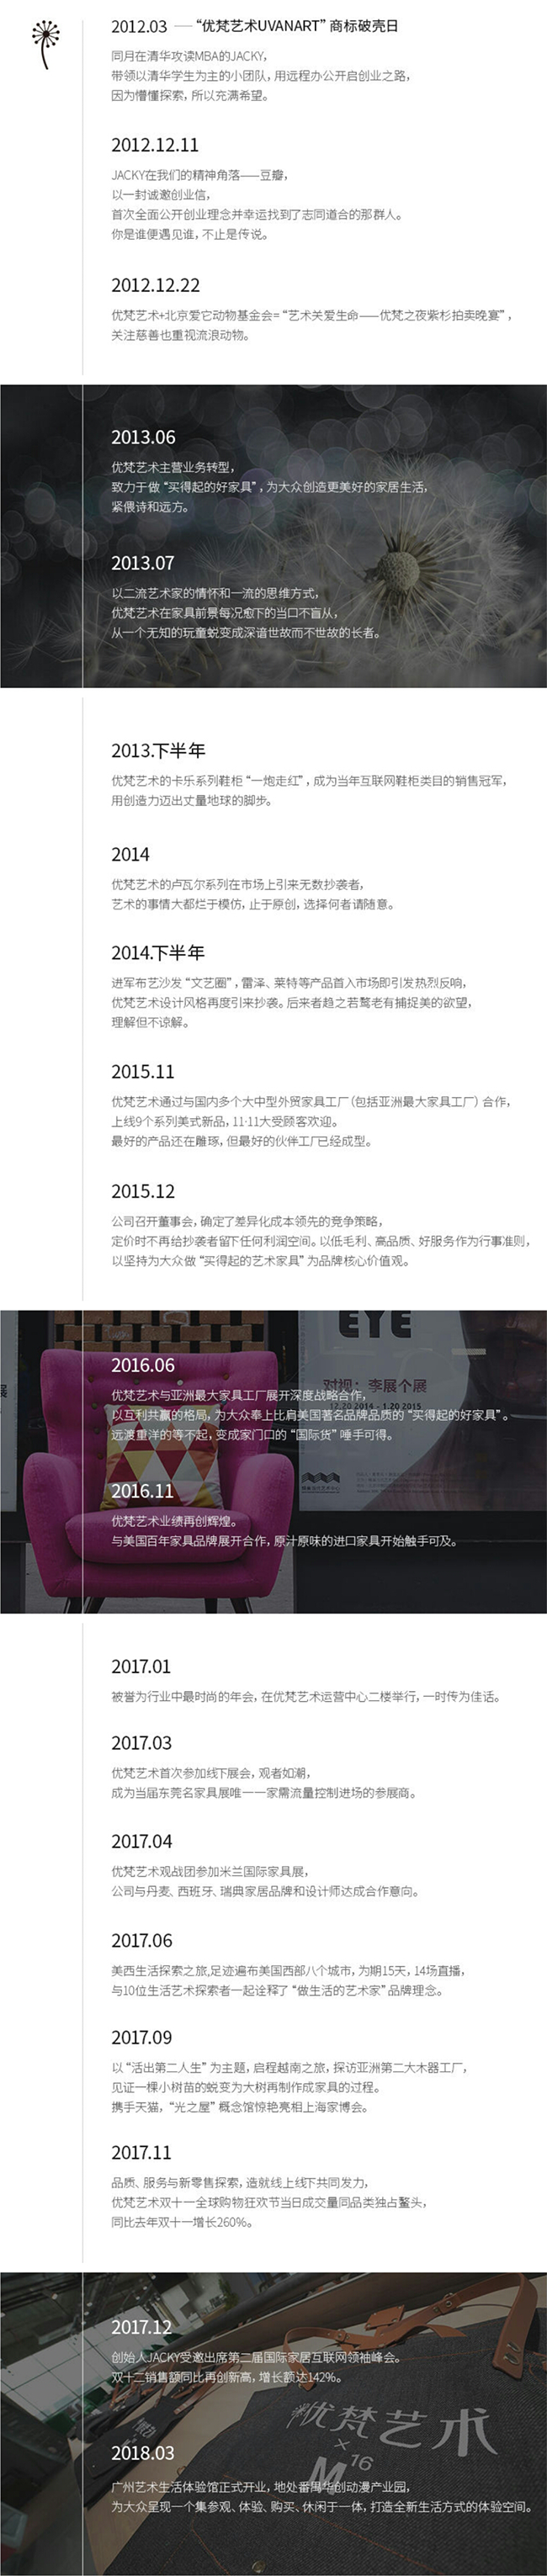 2012.03 —— “优梵艺术UVANART” 商标破壳日
同月在清华攻读MBA的JACKY,
带领以清华学生为主的小团队, 用远程办公开启创业之路,
因为懵懂探索, 所以充满希望。
2012.12.11
JACKY在我们的精神角落——豆瓣,
以一封诚邀创业信,
首次全面公开创业理念并幸运找到了志同道合的那群人。
你是谁便遇见谁, 不止是传说。
2012.12.22
优梵艺术+北京爱它动物基金会= “艺术关爱生命——优梵之夜紫杉拍卖晚宴” ,
关注慈善也重视流浪动物。
2013.06
优梵艺术主营业务转型,
致力于做 “买得起的好家具” , 为大众创造更美好的家居生活,
紧偎诗和远方。
2013.07
以二流艺术家的情怀和一流的思维方式,
优梵艺术在家具前景每况愈下的当口不盲从,
从一个无知的玩童蜕变成深谙世故而不世故的长者。
2013.下半年
优梵艺术的卡乐系列鞋柜 “一炮走红” , 成为当年互联网鞋柜类目的销售冠军,
用创造力迈出丈量地球的脚步。
2014
优梵艺术的卢瓦尔系列在市场上引来无数抄袭者,
艺术的事情大都烂于模仿, 止于原创, 选择何者请随意。
2014.下半年
进军布艺沙发 “文艺圈” , 雷泽、莱特等产品首入市场即引发热烈反响,
优梵艺术设计风格再度引来抄袭。后来者趋之若鹜老有捕捉美的欲望,
理解但不谅解。
2015.11
优梵艺术通过与国内多个大中型外贸家具工厂 (包括亚洲最大家具工厂) 合作,
上线9个系列美式新品, 11·11大受顾客欢迎。
最好的产品还在雕琢, 但最好的伙伴工厂已经成型。
2015.12
公司召开董事会, 确定了差异化成本领先的竞争策略,
定价时不再给抄袭者留下任何利润空间。以低毛利、高品质、好服务作为行事准则,
以坚持为大众做 “买得起的艺术家具” 为品牌核心价值观。
EYE
对视: 李展个展
12.20 2014 - 1.20 2015
2016.06
优梵艺术与亚洲最大家具工厂展开深度战略合作,
以互利共赢的格局, 为大众奉上比肩美国著名品牌品质的 “买得起的好家具” 。
远渡重洋的等不起, 变成家门口的 “国际货” 唾手可得。
2016.11
优梵艺术业绩再创辉煌。
与美国百年家具品牌展开合作, 原汁原味的进口家具开始触手可及。
2017.01
被誉为行业中最时尚的年会, 在优梵艺术运营中心二楼举行, 一时传为佳话。
2017.03
优梵艺术首次参加线下展会, 观者如潮,
成为当届东莞名家具展唯一一家需流量控制进场的参展商。
2017.04
优梵艺术观战团参加米兰国际家具展,
公司与丹麦、西班牙、瑞典家居品牌和设计师达成合作意向。
2017.06
美西生活探索之旅,足迹遍布美国西部八个城市, 为期15天, 14场直播,
与10位生活艺术探索者一起诠释了 “做生活的艺术家” 品牌理念。
2017.09
以 “活出第二人生” 为主题, 启程越南之旅, 探访亚洲第二大木器工厂,
见证一棵小树苗的蜕变为大树再制作成家具的过程。
携手天猫, “光之屋” 概念馆惊艳亮相上海家博会。
2017.11
品质、服务与新零售探索, 造就线上线下共同发力,
优梵艺术双十一全球购物狂欢节当日成交量同品类独占鳌头,
同比去年双十一增长260%。
2017.12
创始人JACKY受邀出席第二届国际家居互联网领袖峰会。
双十二销售额同比再创新高, 增长额达142%。
优梵艺术
×
M16
2018.03
广州艺术生活体验馆正式开业, 地处番禺华创动漫产业园,
为大众呈现一个集参观、体验、购买、休闲于一体, 打造全新生活方式的体验空间。